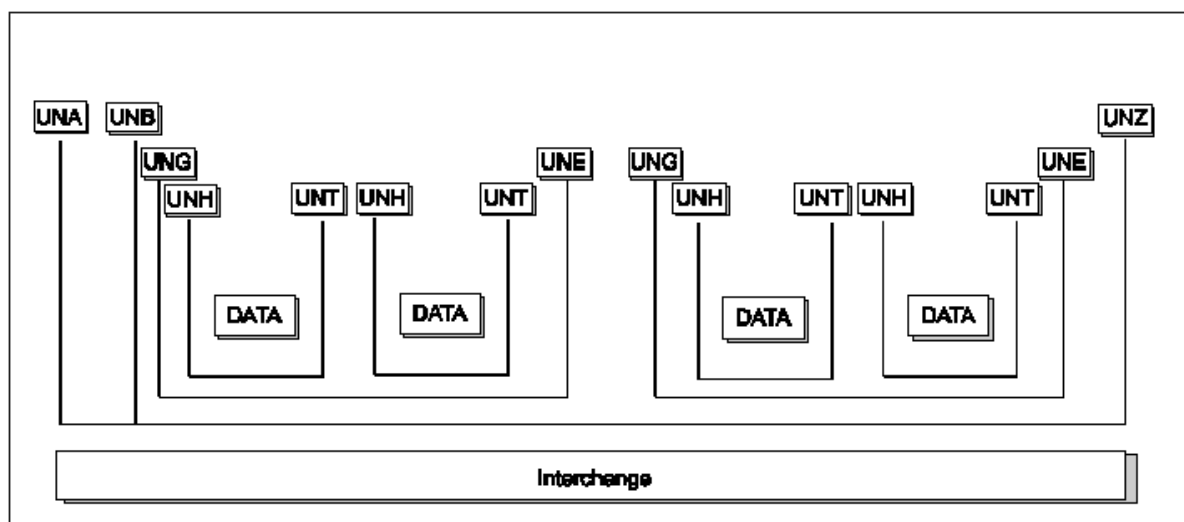 UNA UNB UNZ
UNG UNE UNG UNE
UNH UNT UNH UNT UNH UNT UNH UNT
DATA DATA DATA DATA
Interchange